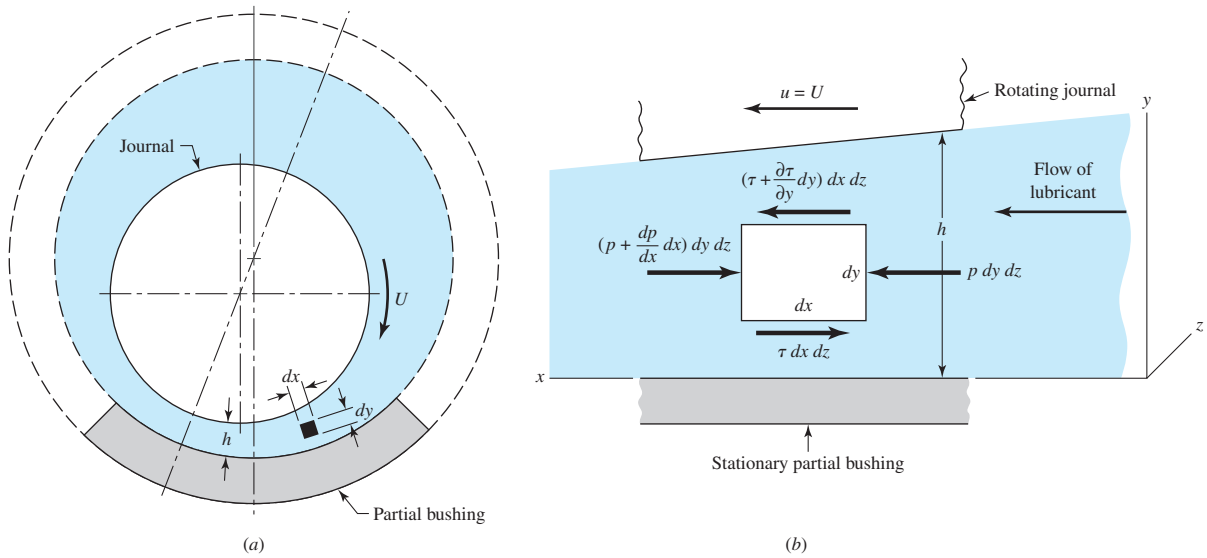 Journal
U
dx
dy
h
Partial bushing
(a)
u = U
Rotating journal
y
(τ + ∂τ/∂y dy) dx dz
Flow of
lubricant
h
(p + dp/dx dx) dy dz
dy
p dy dz
dx
τ dx dz
z
x
Stationary partial bushing
(b)